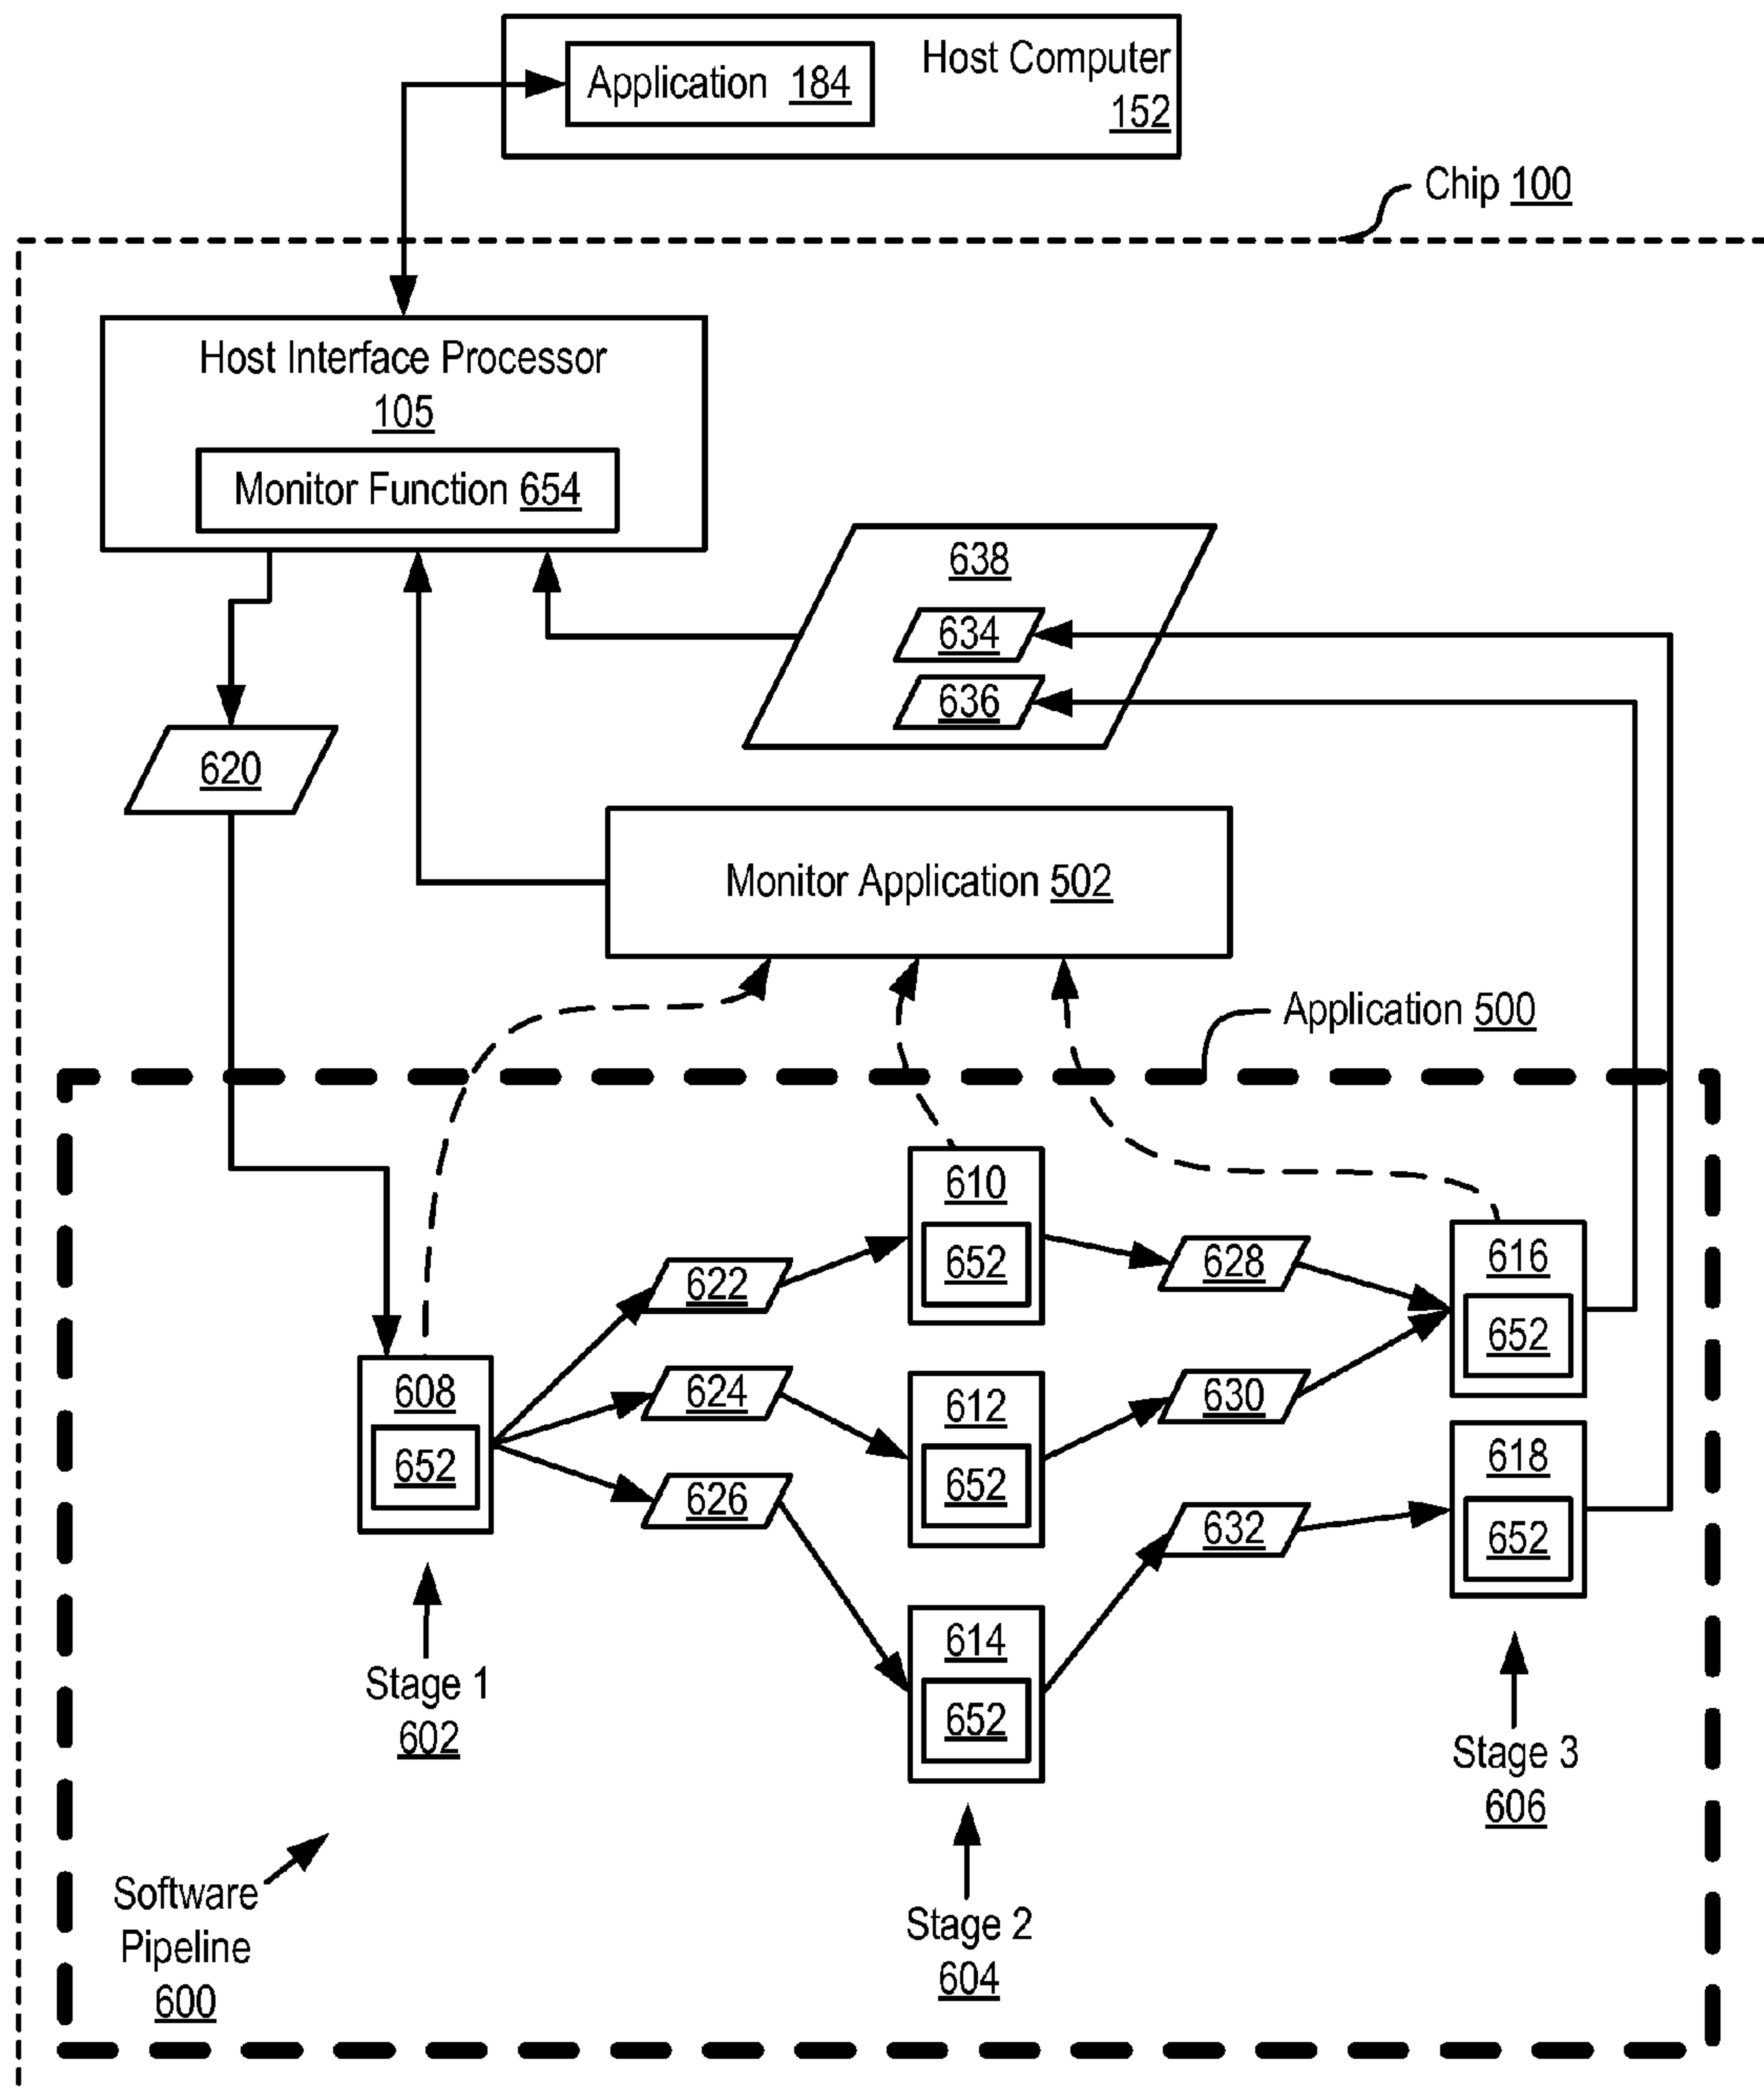 Host Computer
152
Application 184
Chip 100
Host Interface Processor
105
Monitor Function 654
638
634
636
620
Monitor Application 502
Application 500
610
652
616
652
622
628
608
652
624
612
652
630
618
652
626
632
614
652
Stage 1
602
Stage 3
606
Stage 2
604
Software
Pipeline
600